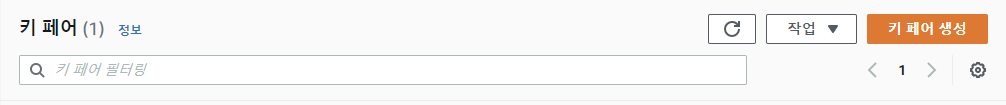 키 페어 (1) 정보
작업 키 페어 생성
키 페어 필터링
1